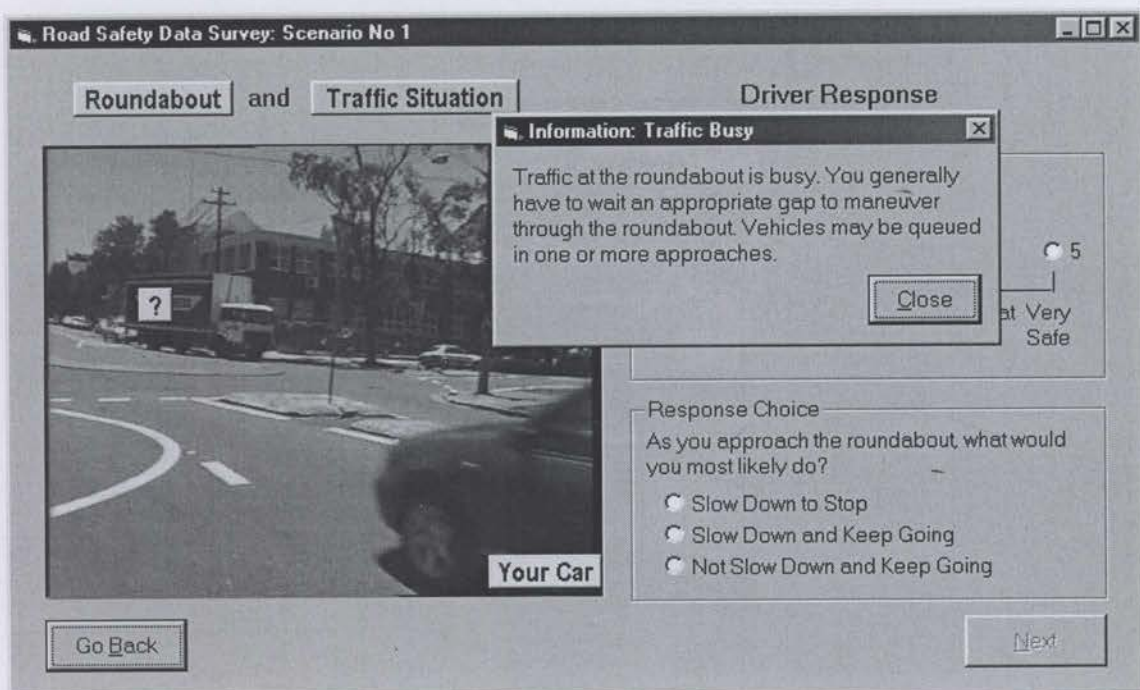 Road Safety Data Survey: Scenario No 1
Roundabout and Traffic Situation
Driver Response
Information: Traffic Busy
Traffic at the roundabout is busy. You generally
have to wait an appropriate gap to maneuver
through the roundabout. Vehicles may be queued
in one or more approaches.
Close
5
at Very
Safe
?
Your Car
Response Choice
As you approach the roundabout, what would
you most likely do?
Slow Down to Stop
Slow Down and Keep Going
Not Slow Down and Keep Going
Go Back
Next